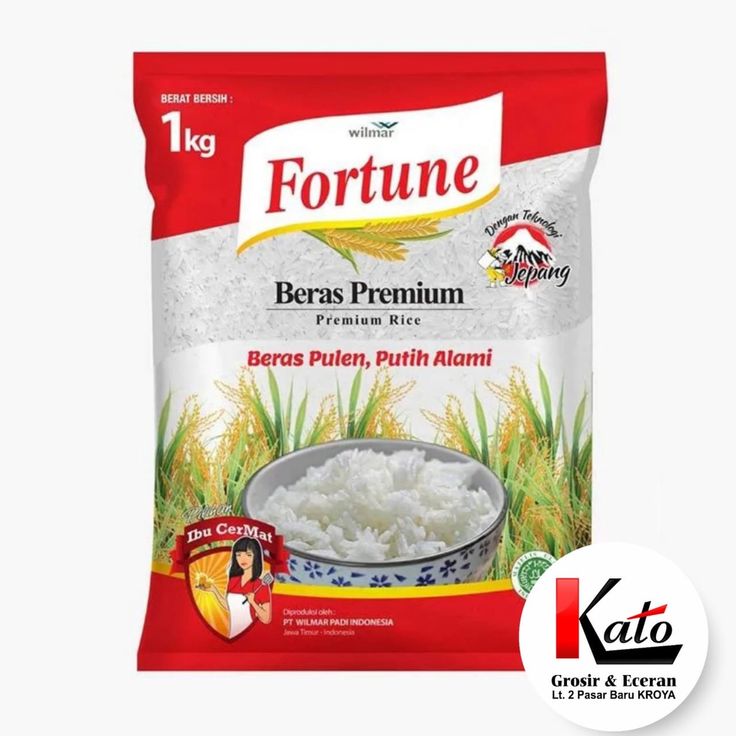 BERAT BERSIH :
1kg
wilmar
Fortune
Dengan Teknologi
Jepang
Beras Premium
Premium Rice
Beras Pulen, Putih Alami
Pilihan
Ibu CerMat
Diproduksi oleh :
PT WILMAR PADI INDONESIA
Jawa Timur - Indonesia
Kato
Grosir & Eceran
Lt. 2 Pasar Baru KROYA